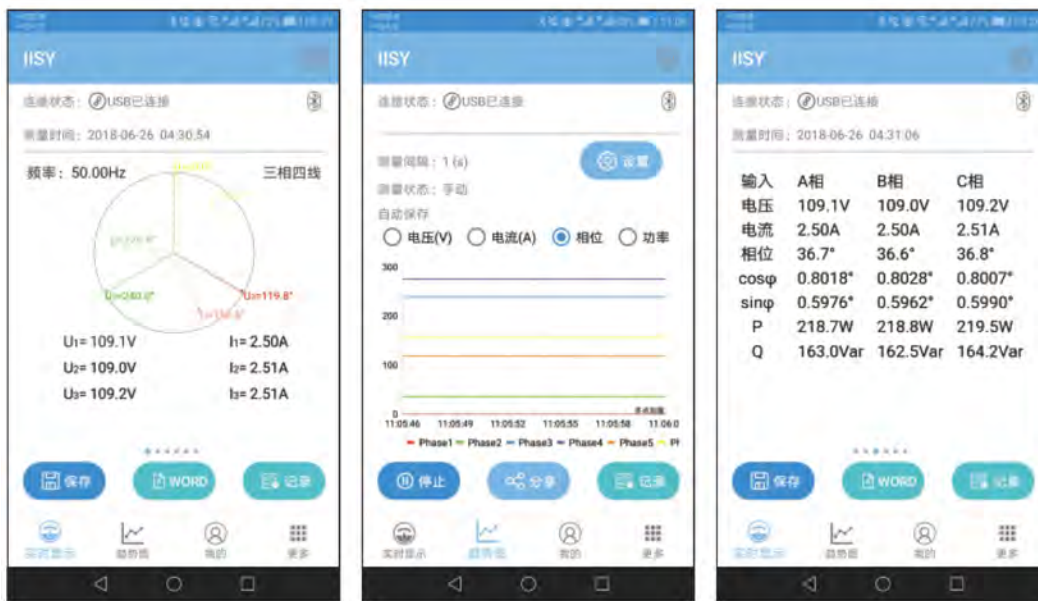 IISY
连接状态：USB已连接
测量时间：2018-06-26 04:30:54
频率：50.00Hz
三相四线
U3=119.8°
U2=240.0°
U1= 109.1V
I1= 2.50A
U2= 109.0V
I2= 2.51A
U3= 109.2V
I3= 2.51A
保存
WORD
记录
实时显示
趋势图
我的
更多
IISY
连接状态：USB已连接
测量间隔：1 (s)
设置
测量状态：手动
自动保存
电压(V) 电流(A) 相位 功率
300
200
100
0
11:05:46 11:05:49 11:05:52 11:05:55 11:05:58 11:06:0
Phase1 Phase2 Phase3 Phase4 Phase5 Pł
停止
分享
记录
实时显示
趋势图
我的
更多
IISY
连接状态：USB已连接
测量时间：2018-06-26 04:31:06
输入 A相 B相 C相
电压 109.1V 109.0V 109.2V
电流 2.50A 2.50A 2.51A
相位 36.7° 36.6° 36.8°
cosφ 0.8018° 0.8028° 0.8007°
sinφ 0.5976° 0.5962° 0.5990°
P 218.7W 218.8W 219.5W
Q 163.0Var 162.5Var 164.2Var
保存
WORD
记录
实时显示
趋势图
我的
更多